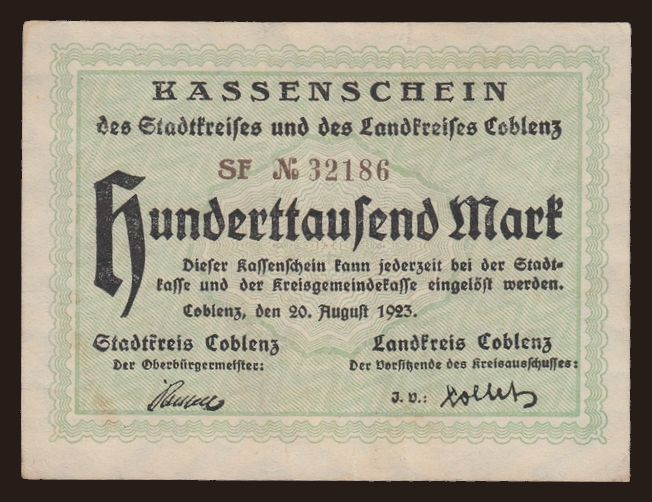 KASSENSCHEIN
des Stadtkreises und des Landkreises Coblenz
SF № 32186
Hunderttausend Mark
Dieser Kassenschein kann jederzeit bei der Stadt-
kasse und der Kreisgemeindekasse eingelöst werden.
Coblenz, den 20. August 1923.
Stadtkreis Coblenz Landkreis Coblenz
Der Oberbürgermeister: Der Vorsitzende des Kreisausschusses:
J. V.: